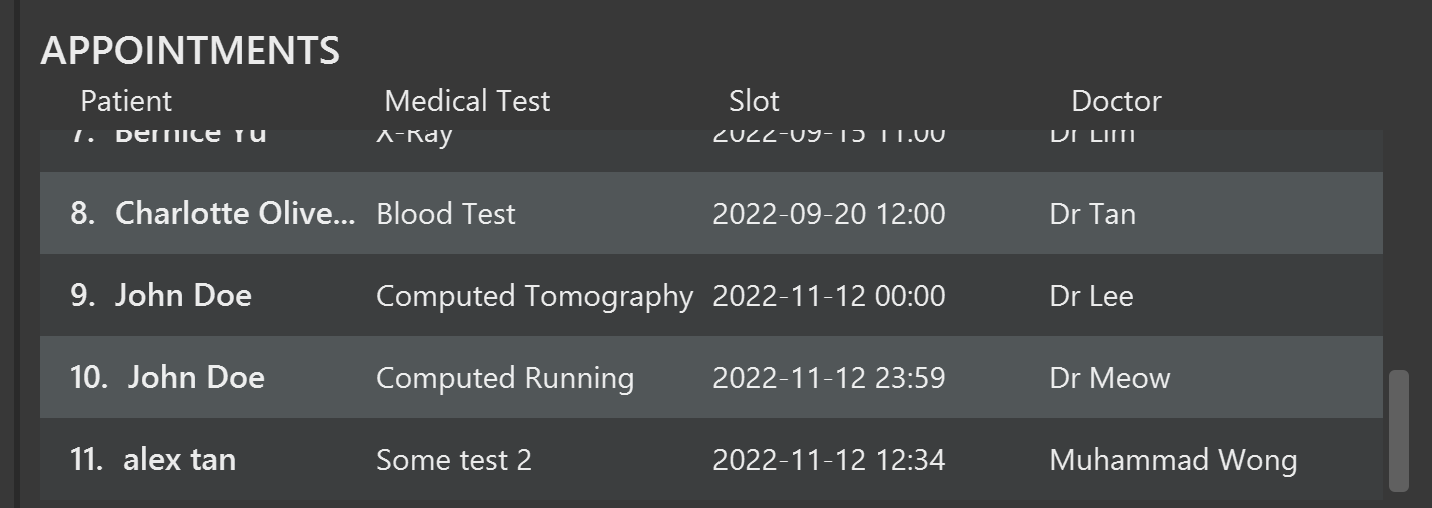 APPOINTMENTS
Patient Medical Test Slot Doctor
7. Bernice Yu X-Ray 2022-09-15 11:00 Dr Lim
8. Charlotte Olive... Blood Test 2022-09-20 12:00 Dr Tan
9. John Doe Computed Tomography 2022-11-12 00:00 Dr Lee
10. John Doe Computed Running 2022-11-12 23:59 Dr Meow
11. alex tan Some test 2 2022-11-12 12:34 Muhammad Wong